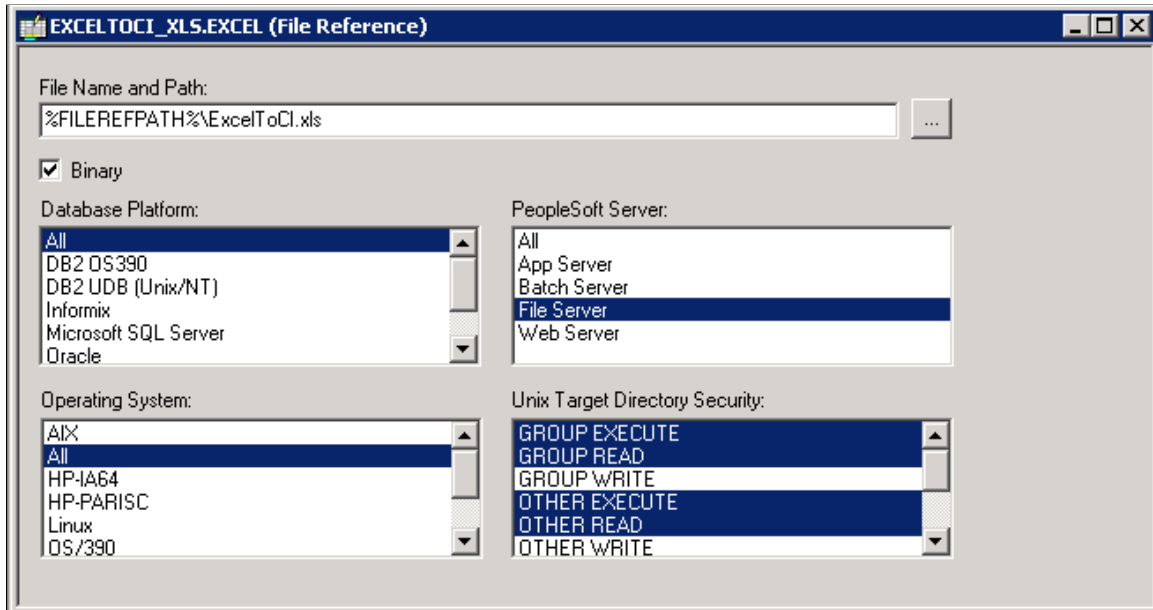 EXCELTOCI_XLS.EXCEL (File Reference)
File Name and Path:
%FILEREFPATH%\ExcelToCI.xls
...
Binary
Database Platform:
All
DB2 OS390
DB2 UDB (Unix/NT)
Informix
Microsoft SQL Server
Oracle
PeopleSoft Server:
All
App Server
Batch Server
File Server
Web Server
Operating System:
AIX
All
HP-IA64
HP-PARISC
Linux
OS/390
Unix Target Directory Security:
GROUP EXECUTE
GROUP READ
GROUP WRITE
OTHER EXECUTE
OTHER READ
OTHER WRITE